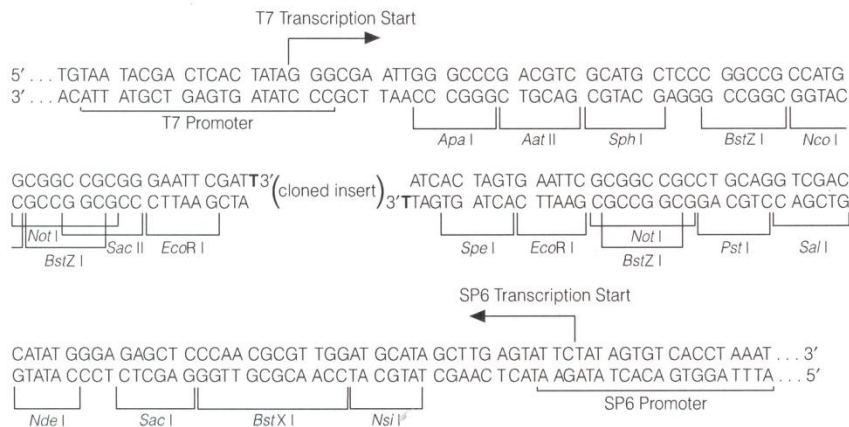 T7 Transcription Start
5′ . . . TGTAA TACGA CTCACT ATAG GGCGA ATTGG GCCCG ACGTC GCATG CTCCC GGCCG CCATG
3′ . . . ACATT ATGCT GAGTG ATATC CCGCT TAACC CGGGC TGCAG CGTAC GAGGG CCGGC GGTAC
T7 Promoter
Apa I Aat II Sph I BstZ I Nco I
GCGGC CGCGG GAATT CGATT3′ (cloned insert) ATCAC TAGTG AATTC GCGGC CGCCT GCAGG TCGAC
CGCCG GCGCC CTTAA GCTA 3′TTAGTG ATCAC TTAAG CGCCG GCGGA CGTCC AGCTG
Not I Sac II EcoR I Spe I EcoR I Not I Pst I Sal I
BstZ I BstZ I
SP6 Transcription Start
CATAT GGGA GAGCT CCCAA CGCGT TGGAT GCATA GCTTG AGTAT TCTAT AGTGT CACCT AAAT . . . 3′
GTATA CCCT CTCGA GGGTT GCGCA ACCTA CGTAT CGAAC TCATA AGATA TCACA GTGGA TTTA . . . 5′
Nde I Sac I BstX I Nsi I SP6 Promoter